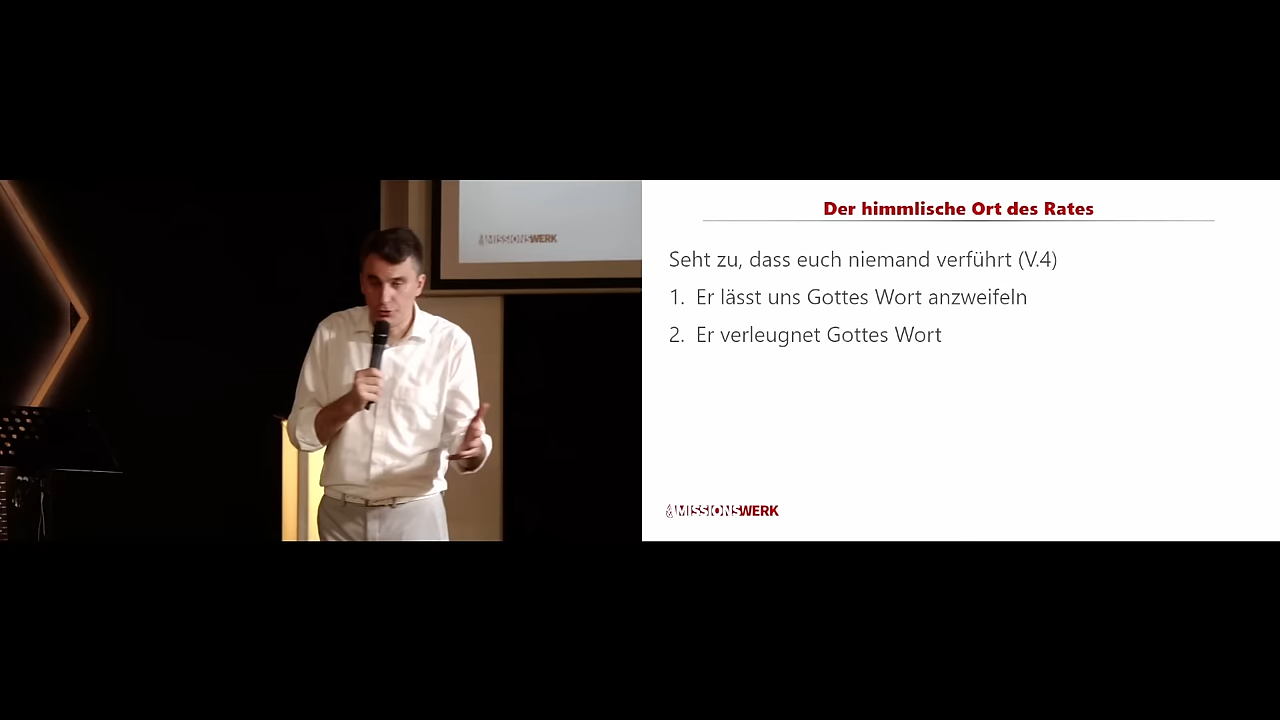 MISSIONSWERK
Der himmlische Ort des Rates
Seht zu, dass euch niemand verführt (V.4)
1. Er lässt uns Gottes Wort anzweifeln
2. Er verleugnet Gottes Wort
MISSIONSWERK